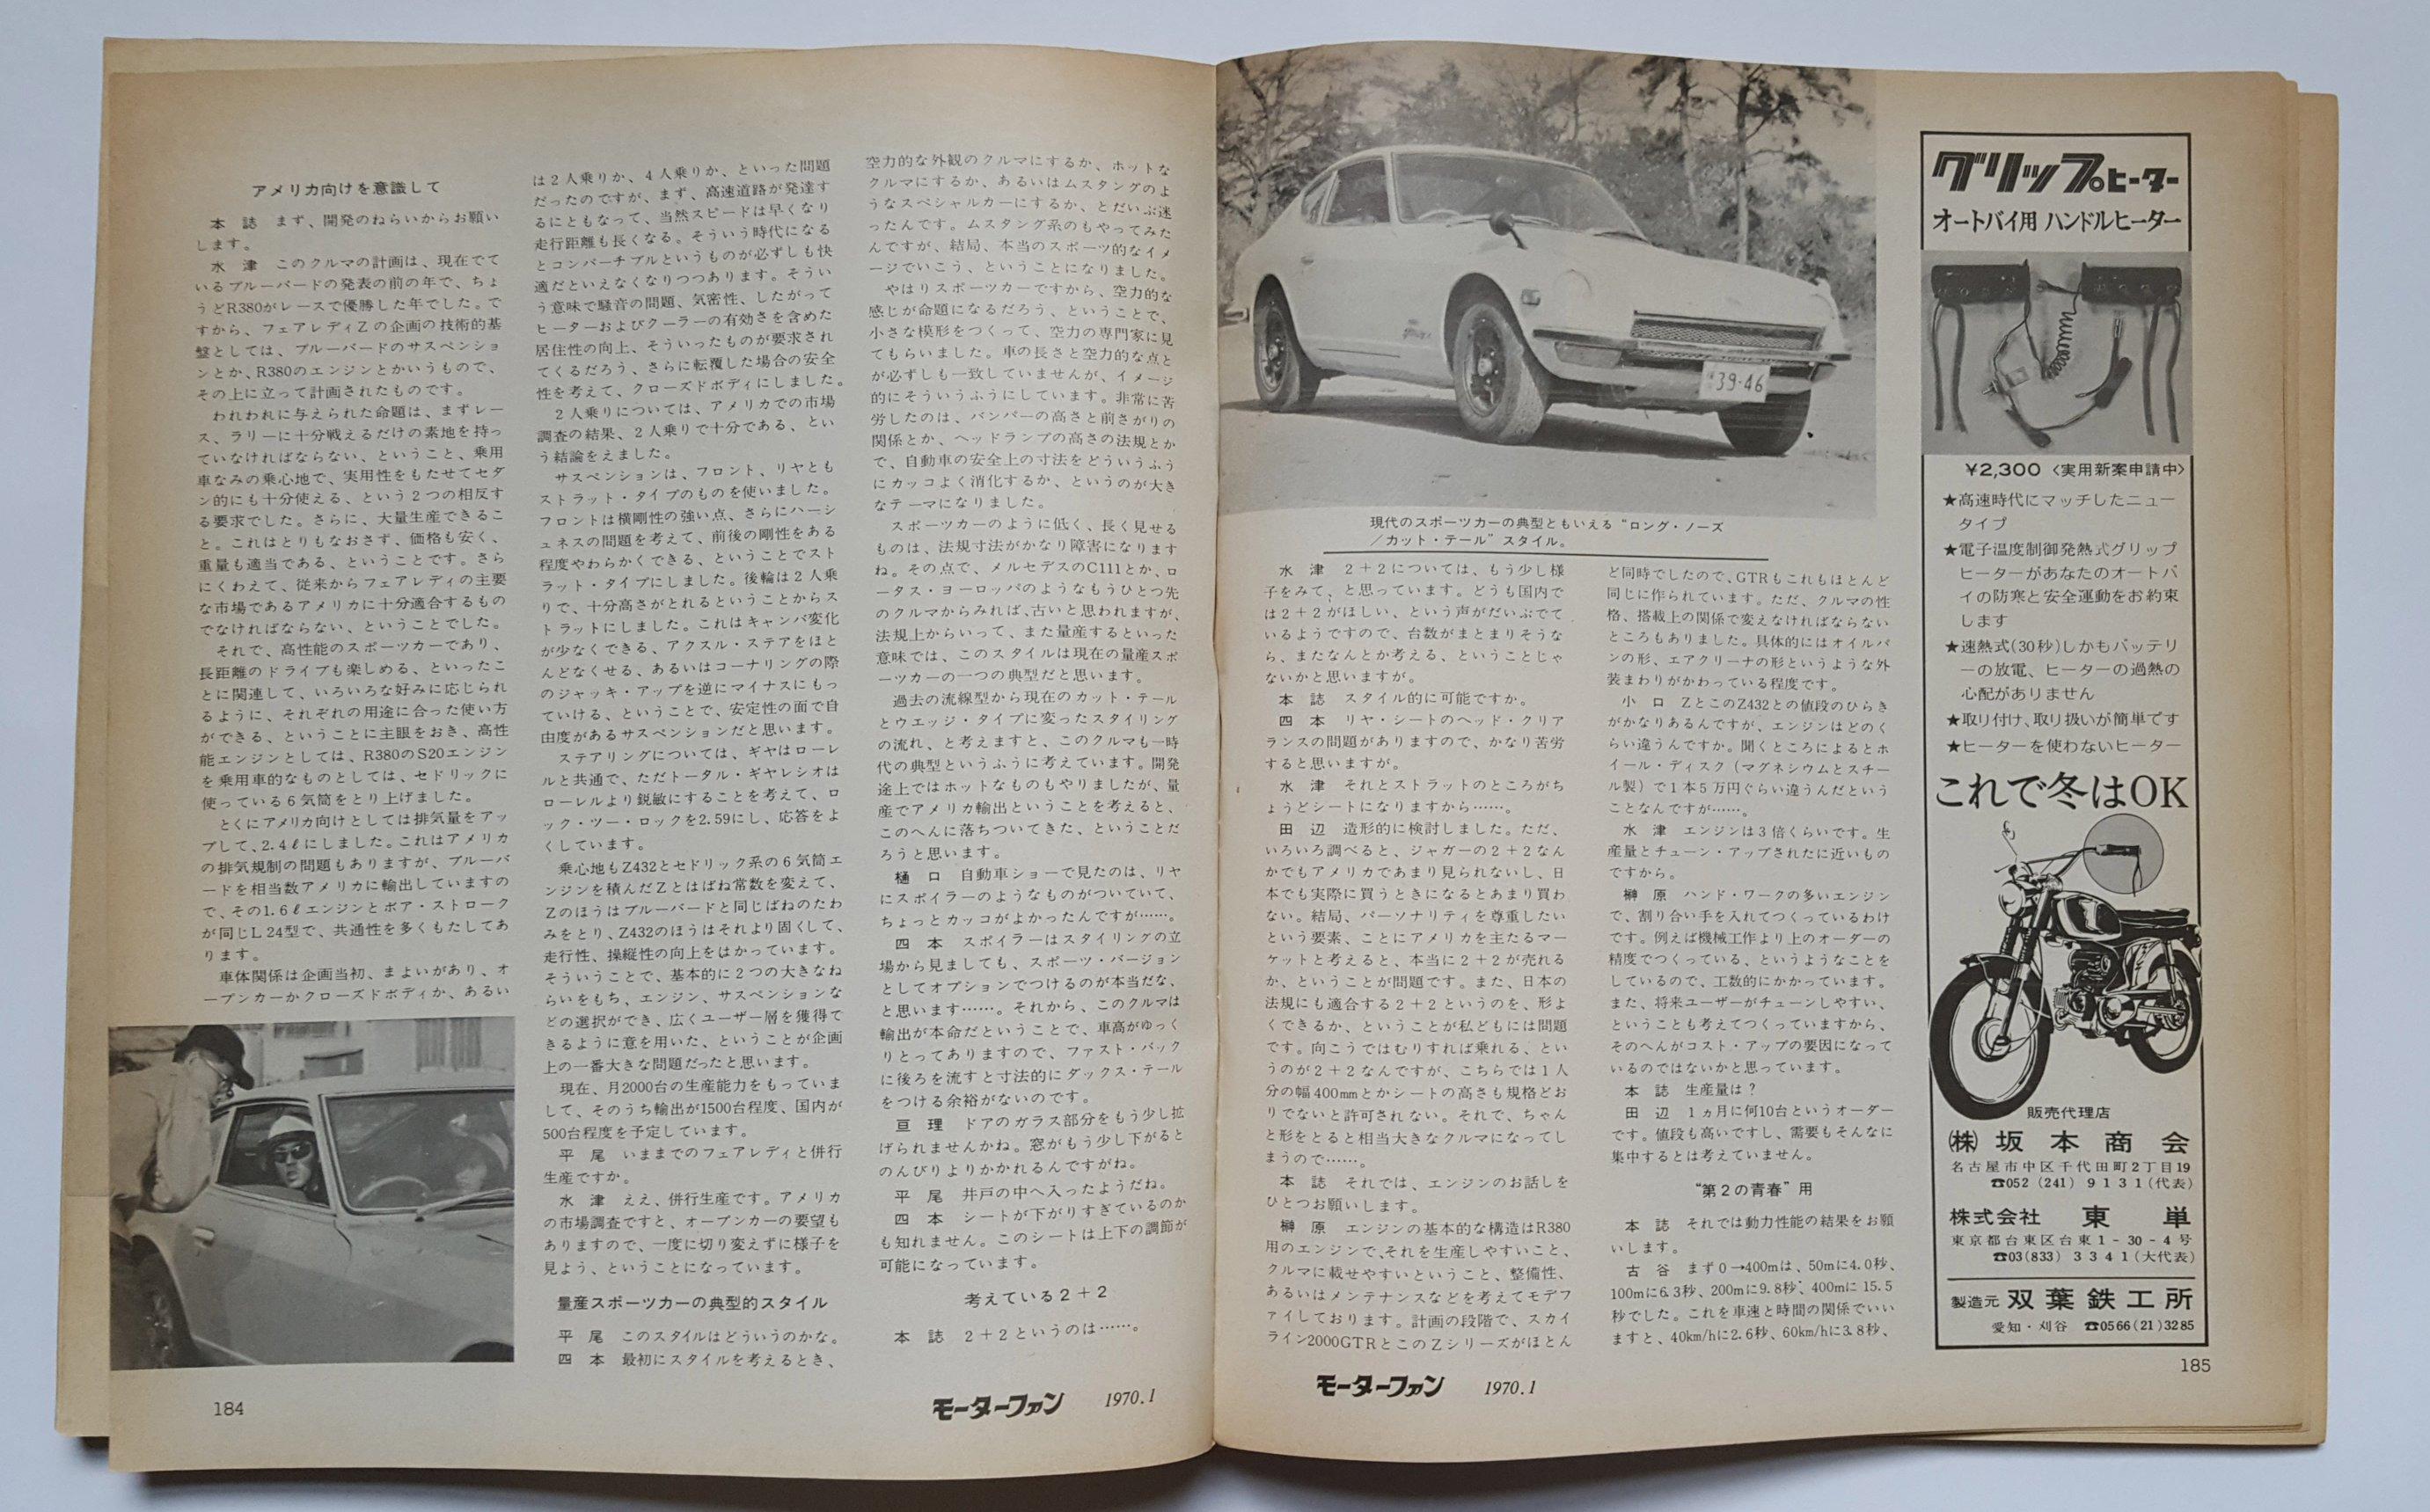 アメリカ向けを意識して
本　誌　まず、開発のねらいからお願い
します。
水　津　このクルマの計画は、現在でて
いるブルーバードの発表の前の年で、ちょ
うどR380がレースで優勝した年でした。で
すから、フェアレディZの企画の技術的基
盤としては、ブルーバードのサスペンショ
ンとか、R380のエンジンとかいうもので、
その上に立って計画されたものです。
われわれに与えられた命題は、まずレー
ス、ラリーに十分戦えるだけの素地を持っ
ていなければならない、ということ、乗用
車なみの乗心地で、実用性をもたせてセダ
ン的にも十分使える、という２つの相反す
る要求でした。さらに、大量生産できるこ
と。これはとりもなおさず、価格も安く、
重量も適当である、ということです。さら
にくわえて、従来からフェアレディの主要
な市場であるアメリカに十分適合するもの
でなければならない、ということでした。
それで、高性能のスポーツカーであり、
長距離のドライブも楽しめる、といったこ
とに関連して、いろいろな好みに応じられ
るように、それぞれの用途に合った使い方
ができる、ということに主眼をおき、高性
能エンジンとしては、R380のS20エンジン
を乗用車的なものとしては、セドリックに
使っている６気筒をとり上げました。
とくにアメリカ向けとしては排気量をアッ
プして、2.4ℓにしました。これはアメリカ
の排気規制の問題もありますが、ブルーバ
ードを相当数アメリカに輸出していますの
で、その1.6ℓエンジンとボア・ストローク
が同じL24型で、共通性を多くもたしてあ
ります。
車体関係は企画当初、まよいがあり、オ
ープンカーかクローズドボディか、あるい
は２人乗りか、４人乗りか、といった問題
だったのですが、まず、高速道路が発達す
るにともなって、当然スピードは早くなり
走行距離も長くなる。そういう時代になる
とコンバーチブルというものが必ずしも快
適だといえなくなりつつあります。そうい
う意味で騒音の問題、気密性、したがって
ヒーターおよびクーラーの有効さを含めた
居住性の向上、そういったものが要求され
てくるだろう、さらに転覆した場合の安全
性を考えて、クローズドボディにしました。
２人乗りについては、アメリカでの市場
調査の結果、２人乗りで十分である、とい
う結論をえました。
サスペンションは、フロント、リヤとも
ストラット・タイプのものを使いました。
フロントは横剛性の強い点、さらにハーシ
ュネスの問題を考えて、前後の剛性をある
程度やわらかくできる、ということでスト
ラット・タイプにしました。後輪は２人乗
りで、十分高さがとれるということからス
トラットにしました。これはキャンバ変化
が少なくできる、アクスル・ステアをほと
んどなくせる、あるいはコーナリングの際
のジャッキ・アップを逆にマイナスにもっ
ていける、ということで、安定性の面で自
由度があるサスペンションだと思います。
ステアリングについては、ギヤはローレ
ルと共通で、ただトータル・ギヤレシオは
ローレルより鋭敏にすることを考えて、ロ
ック・ツー・ロックを2.59にし、応答をよ
くしています。
乗心地もZ432とセドリック系の６気筒エ
ンジンを積んだZとはばね常数を変えて、
Zのほうはブルーバードと同じばねのたわ
みをとり、Z432のほうはそれより固くして、
走行性、操縦性の向上をはかっています。
そういうことで、基本的に２つの大きなね
らいをもち、エンジン、サスペンションな
どの選択ができ、広くユーザー層を獲得で
きるように意を用いた、ということが企画
上の一番大きな問題だったと思います。
現在、月2000台の生産能力をもっていま
して、そのうち輸出が1500台程度、国内が
500台程度を予定しています。
平　尾　いままでのフェアレディと併行
生産ですか。
水　津　ええ、併行生産です。アメリカ
の市場調査ですと、オープンカーの要望も
ありますので、一度に切り変えずに様子を
見よう、ということになっています。
量産スポーツカーの典型的スタイル
平　尾　このスタイルはどういうのかな。
四　本　最初にスタイルを考えるとき、
空力的な外観のクルマにするか、ホットな
クルマにするか、あるいはムスタングのよ
うなスペシャルカーにするか、とだいぶ迷
ったんです。ムスタング系のもやってみた
んですが、結局、本当のスポーツ的なイメ
ージでいこう、ということになりました。
やはりスポーツカーですから、空力的な
感じが命題になるだろう、ということで、
小さな模形をつくって、空力の専門家に見
てもらいました。車の長さと空力的な点と
が必ずしも一致していませんが、イメージ
的にそういうふうにしています。非常に苦
労したのは、バンパーの高さと前さがりの
関係とか、ヘッドランプの高さの法規とか
で、自動車の安全上の寸法をどういうふう
にカッコよく消化するか、というのが大き
なテーマになりました。
スポーツカーのように低く、長く見せる
ものは、法規寸法がかなり障害になります
ね。その点で、メルセデスのC111とか、ロ
ータス・ヨーロッパのようなもうひとつ先
のクルマからみれば、古いと思われますが、
法規上からいって、また量産するといった
意味では、このスタイルは現在の量産スポ
ーツカーの一つの典型だと思います。
過去の流線型から現在のカット・テール
とウエッジ・タイプに変ったスタイリング
の流れ、と考えますと、このクルマも一時
代の典型というふうに考えています。開発
途上ではホットなものもやりましたが、量
産でアメリカ輸出ということを考えると、
このへんに落ちついてきた、ということだ
ろうと思います。
樋　口　自動車ショーで見たのは、リヤ
にスポイラーのようなものがついていて、
ちょっとカッコがよかったんですが……。
四　本　スポイラーはスタイリングの立
場から見ましても、スポーツ・バージョン
としてオプションでつけるのが本当だな、
と思います……。それから、このクルマは
輸出が本命だということで、車高がゆっく
りとってありますので、ファスト・バック
に後ろを流すと寸法的にダックス・テール
をつける余裕がないのです。
亘　理　ドアのガラス部分をもう少し拡
げられませんかね。窓がもう少し下がると
のんびりよりかかれるんですがね。
平　尾　井戸の中へ入ったようだね。
四　本　シートが下がりすぎているのか
も知れません。このシートは上下の調節が
可能になっています。
考えている２＋２
本　誌　２＋２というのは……。
184
モーターファン　1970.1
39-46
現代のスポーツカーの典型ともいえる“ロング・ノーズ
／カット・テール”スタイル。
水　津　２＋２については、もう少し様
子をみて、と思っています。どうも国内で
は２＋２がほしい、という声がだいぶでて
いるようですので、台数がまとまりそうな
ら、またなんとか考える、ということじゃ
ないかと思いますが。
本　誌　スタイル的に可能ですか。
四　本　リヤ・シートのヘッド・クリア
ランスの問題がありますので、かなり苦労
すると思いますが。
水　津　それとストラットのところがち
ょうどシートになりますから……。
田　辺　造形的に検討しました。ただ、
いろいろ調べると、ジャガーの２＋２なん
かでもアメリカであまり見られないし、日
本でも実際に買うときになるとあまり買わ
ない。結局、パーソナリティを尊重したい
という要素、ことにアメリカを主たるマー
ケットと考えると、本当に２＋２が売れる
か、ということが問題です。また、日本の
法規にも適合する２＋２というのを、形よ
くできるか、ということが私どもには問題
です。向こうではむりすれば乗れる、とい
うのが２＋２なんですが、こちらでは１人
分の幅400mmとかシートの高さも規格どお
りでないと許可されない。それで、ちゃん
と形をとると相当大きなクルマになってし
まうので……。
本　誌　それでは、エンジンのお話しを
ひとつお願いします。
榊　原　エンジンの基本的な構造はR380
用のエンジンで、それを生産しやすいこと、
クルマに載せやすいということ、整備性、
あるいはメンテナンスなどを考えてモデフ
ァイしております。計画の段階で、スカイ
ライン2000GTRとこのZシリーズがほとん
ど同時でしたので、GTRもこれもほとんど
同じに作られています。ただ、クルマの性
格、搭載上の関係で変えなければならない
ところもありました。具体的にはオイルパ
ンの形、エアクリーナの形というような外
装まわりがかわっている程度です。
小　口　ZとこのZ432との値段のひらき
がかなりあるんですが、エンジンはどのく
らい違うんですか。聞くところによるとホ
イール・ディスク（マグネシウムとスチー
ル製）で１本５万円ぐらい違うんだという
ことなんですが……。
水　津　エンジンは３倍くらいです。生
産量とチューン・アップされたに近いもの
ですから。
榊　原　ハンド・ワークの多いエンジン
で、割り合い手を入れてつくっているわけ
です。例えば機械工作より上のオーダーの
精度でつくっている、というようなことを
しているので、工数的にかかっています。
また、将来ユーザーがチューンしやすい、
ということも考えてつくっていますから、
そのへんがコスト・アップの要因になって
いるのではないかと思っています。
本　誌　生産量は？
田　辺　１ヵ月に何10台というオーダー
です。値段も高いですし、需要もそんなに
集中するとは考えていません。
“第２の青春”用
本　誌　それでは動力性能の結果をお願
いします。
古　谷　まず0→400mは、50mに4.0秒、
100mに6.3秒、200mに9.8秒、400mに15.5
秒でした。これを車速と時間の関係でいい
ますと、40km/hに2.6秒、60km/hに3.8秒、
モーターファン　1970.1
グリップヒーター
オートバイ用 ハンドルヒーター
¥2,300〈実用新案申請中〉
★高速時代にマッチしたニュー
タイプ
★電子温度制御発熱式グリップ
ヒーターがあなたのオートバ
イの防寒と安全運動をお約束
します
★速熱式(30秒)しかもバッテリ
ーの放電、ヒーターの過熱の
心配がありません
★取り付け、取り扱いが簡単です
★ヒーターを使わないヒーター
これで冬はOK
販売代理店
㈱ 坂本商会
名古屋市中区千代田町2丁目19
☎052（241）9131(代表)
株式会社　東単
東京都台東区台東1-30-4号
☎03(833) 3341(大代表)
製造元 双葉鉄工所
愛知・刈谷　☎0566(21)3285
185